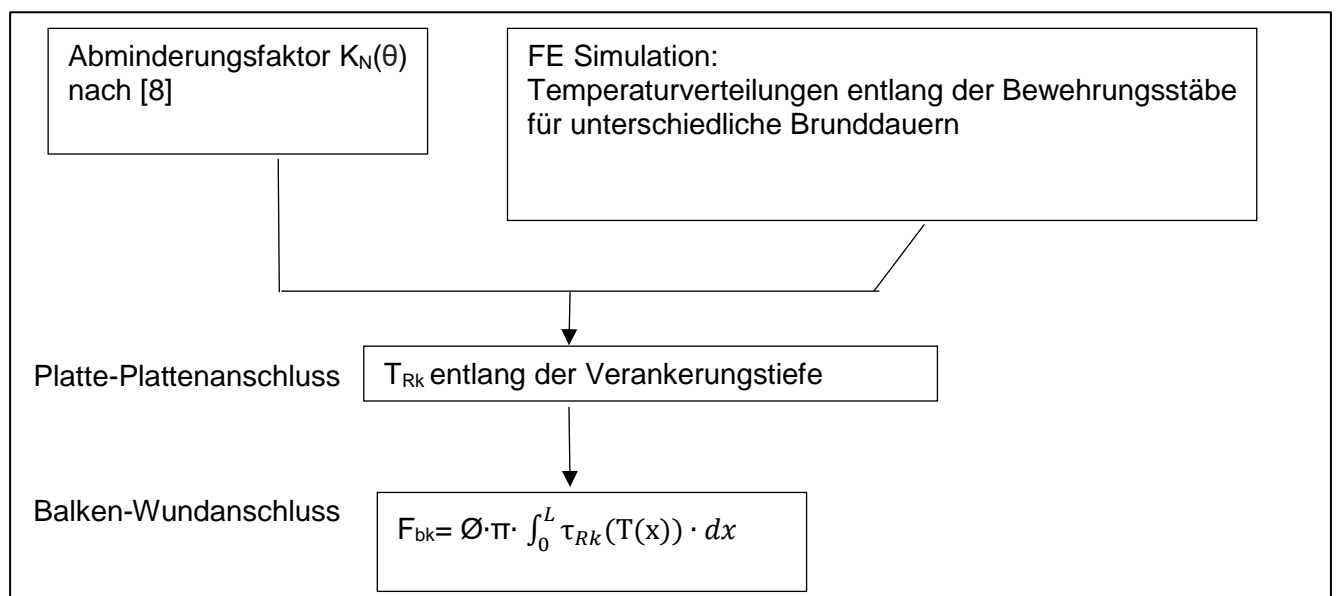 Abminderungsfaktor K_N(θ)
nach [8]
FE Simulation:
Temperaturverteilungen entlang der Bewehrungsstäbe
für unterschiedliche Brunddauern
Platte-Plattenanschluss
T_Rk entlang der Verankerungstiefe
Balken-Wundanschluss
F_bk= Ø·π· ∫_0^L τ_Rk(T(x)) · dx